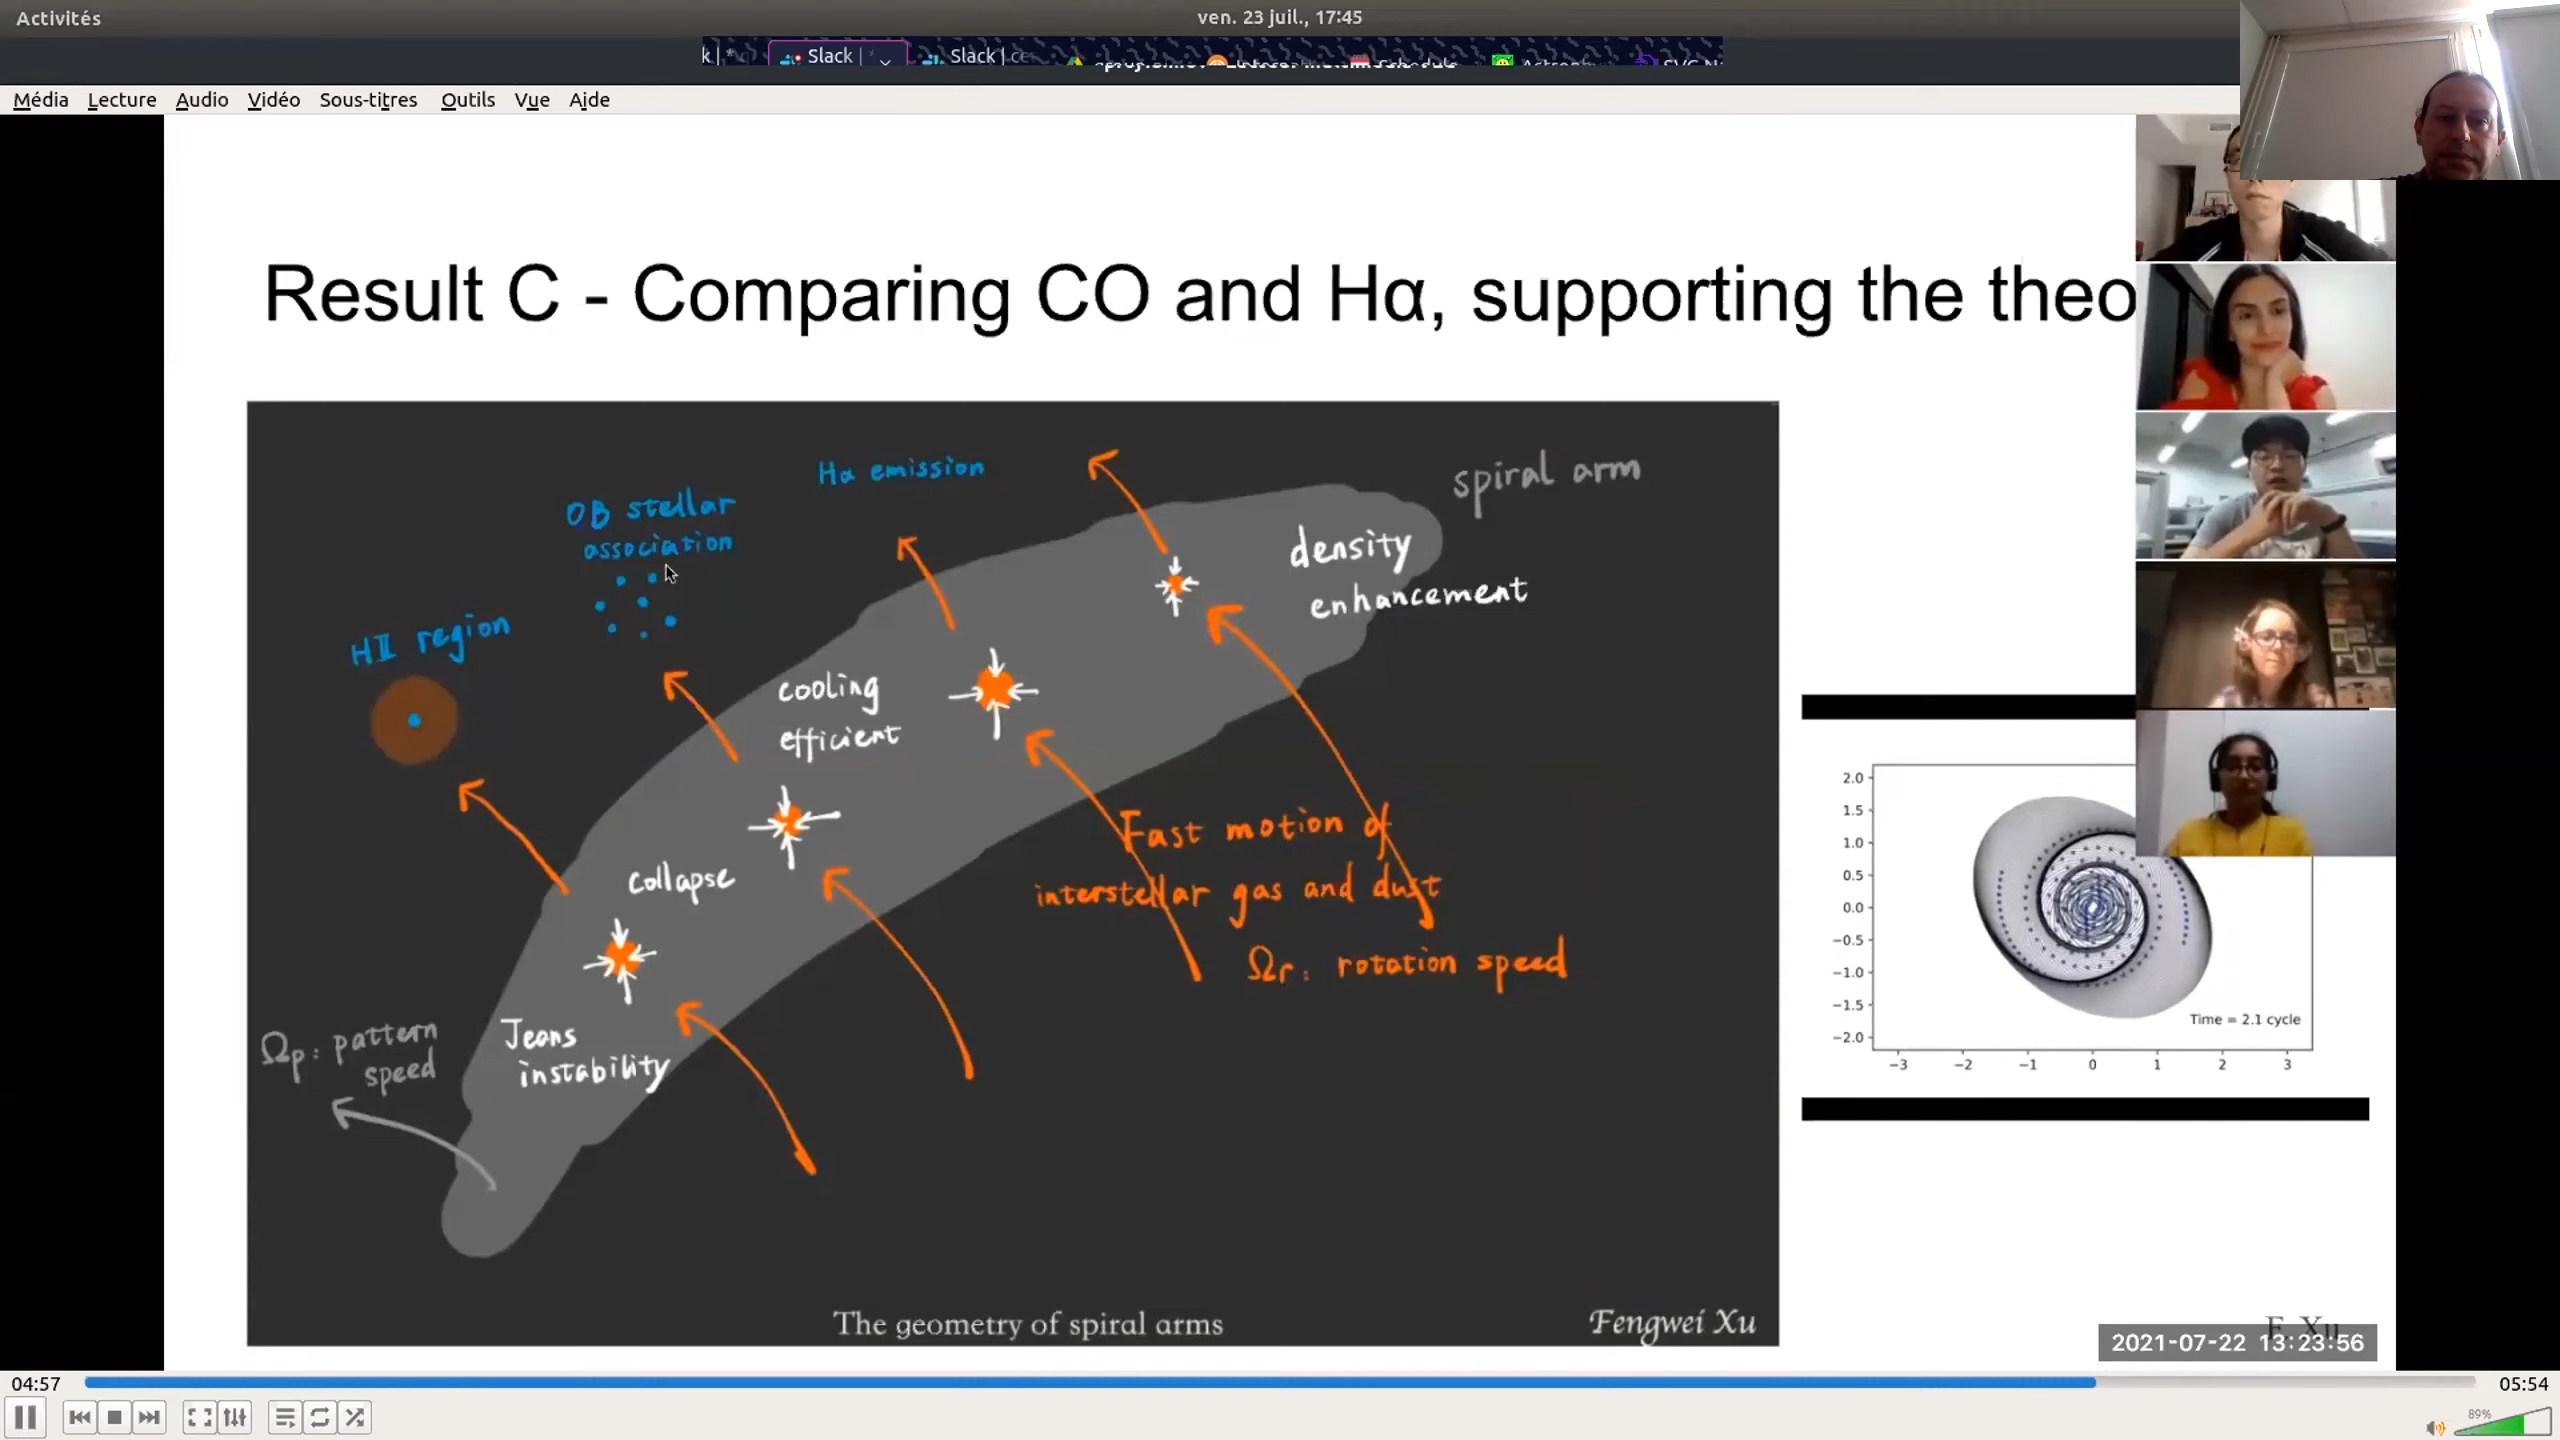 Activités
ven. 23 juil., 17:45
k |
Slack |
Slack | ce
Média Lecture Audio Vidéo Sous-titres Outils Vue Aide
Result C - Comparing CO and Hα, supporting the theo
Hα emission
spiral arm
OB stellar
association
density
enhancement
HII region
cooling
efficient
Fast motion of
interstellar gas and dust
Ωr: rotation speed
collapse
Jeans
instability
Ωp: pattern
speed
The geometry of spiral arms
Fengwei Xu
2.0
1.5
1.0
0.5
0.0
−0.5
−1.0
−1.5
−2.0
Time = 2.1 cycle
−3 −2 −1 0 1 2 3
F. Xu
2021-07-22 13:23:56
04:57
05:54
89%